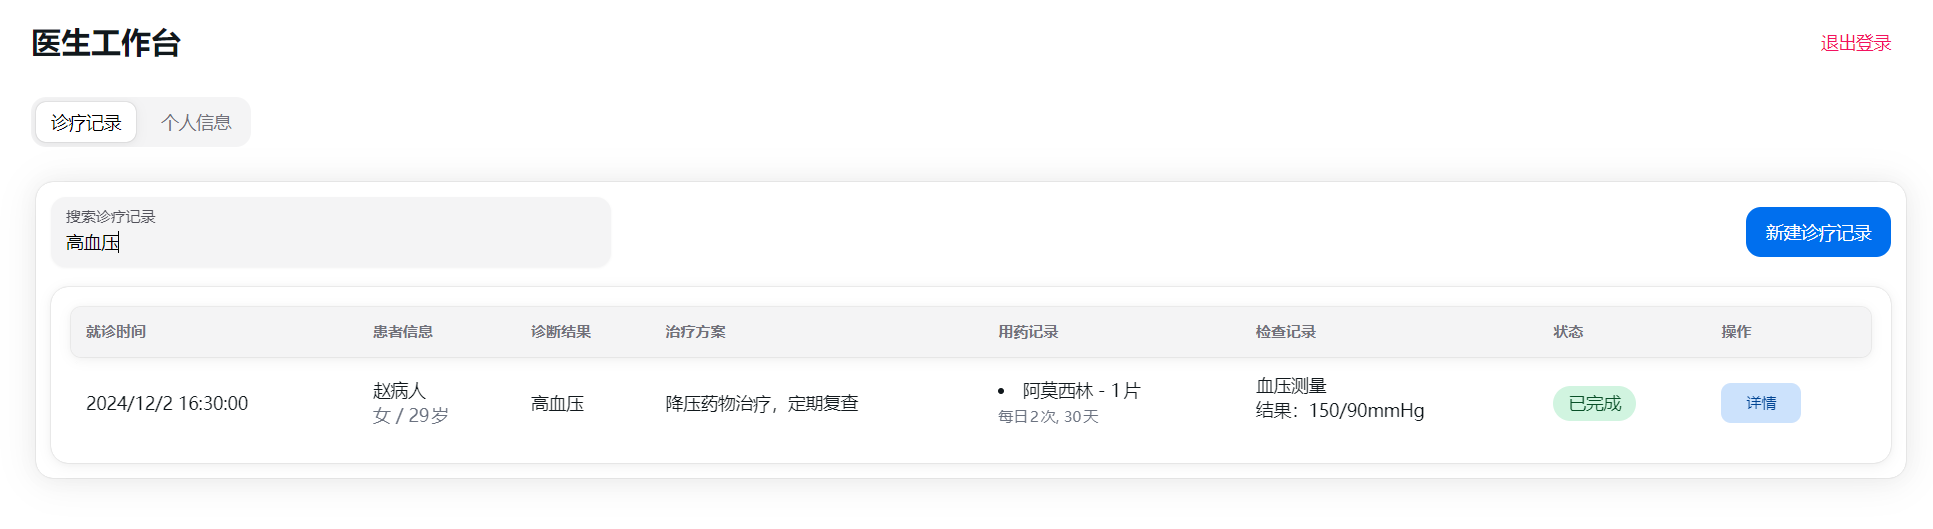 医生工作台
退出登录
诊疗记录
个人信息
搜索诊疗记录
高血压
新建诊疗记录
就诊时间 患者信息 诊断结果 治疗方案 用药记录 检查记录 状态 操作
2024/12/2 16:30:00
赵病人
女 / 29岁
高血压
降压药物治疗，定期复查
• 阿莫西林 - 1 片
每日2次, 30天
血压测量
结果：150/90mmHg
已完成
详情